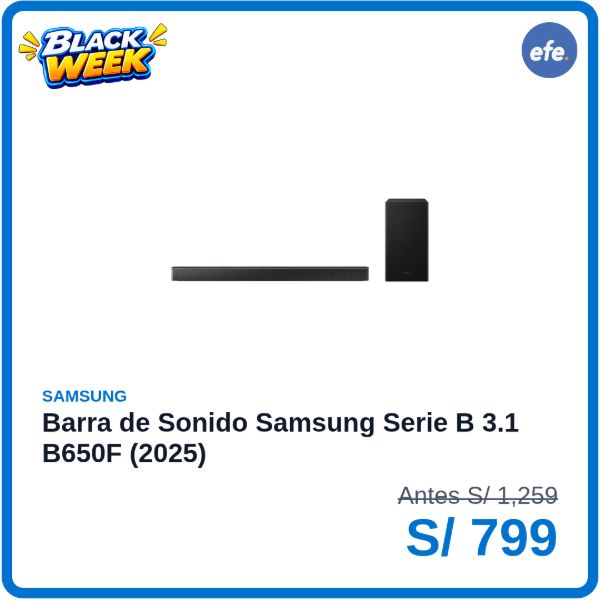 BLACK
WEEK
efe.
SAMSUNG
Barra de Sonido Samsung Serie B 3.1
B650F (2025)
Antes S/ 1,259
S/ 799